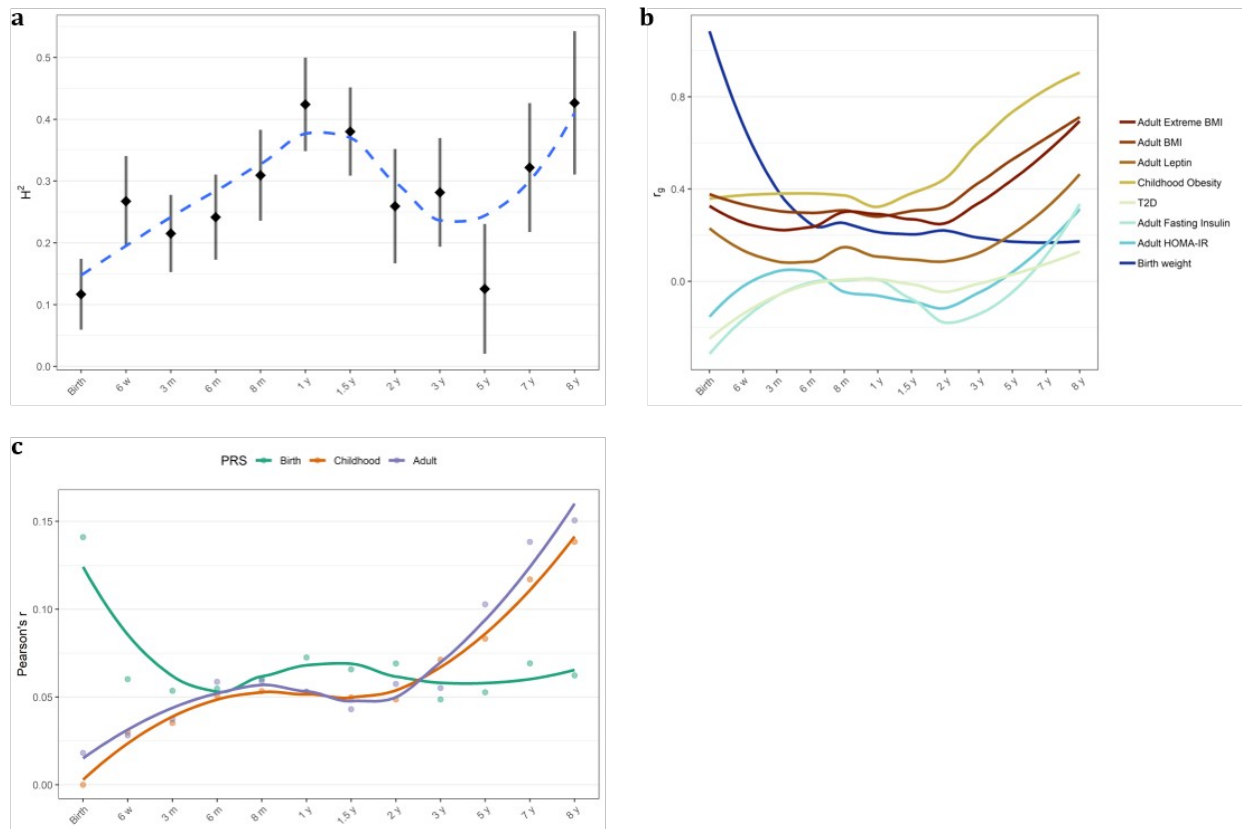 a
0.5
0.4
0.3
0.2
0.1
0.0
H²
Birth 6 w 3 m 6 m 8 m 1 y 1.5 y 2 y 3 y 5 y 7 y 8 y
b
0.8
0.4
0.0
r_g
Birth 6 w 3 m 6 m 8 m 1 y 1.5 y 2 y 3 y 5 y 7 y 8 y
Adult Extreme BMI
Adult BMI
Adult Leptin
Childhood Obesity
T2D
Adult Fasting Insulin
Adult HOMA-IR
Birth weight
c
PRS Birth Childhood Adult
0.15
0.10
0.05
0.00
Pearson's r
Birth 6 w 3 m 6 m 8 m 1 y 1.5 y 2 y 3 y 5 y 7 y 8 y